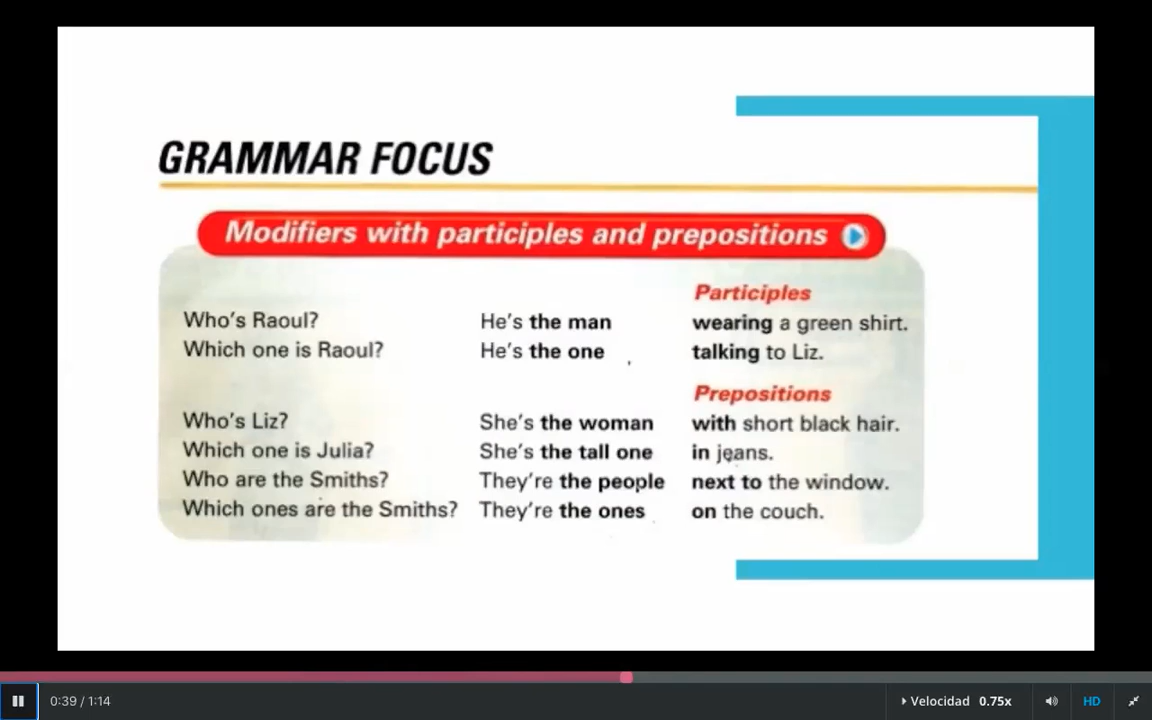 GRAMMAR FOCUS
Modifiers with participles and prepositions
Participles
Who's Raoul? He's the man wearing a green shirt.
Which one is Raoul? He's the one talking to Liz.
Prepositions
Who's Liz? She's the woman with short black hair.
Which one is Julia? She's the tall one in jeans.
Who are the Smiths? They're the people next to the window.
Which ones are the Smiths? They're the ones on the couch.
0:39 / 1:14 Velocidad 0.75x HD